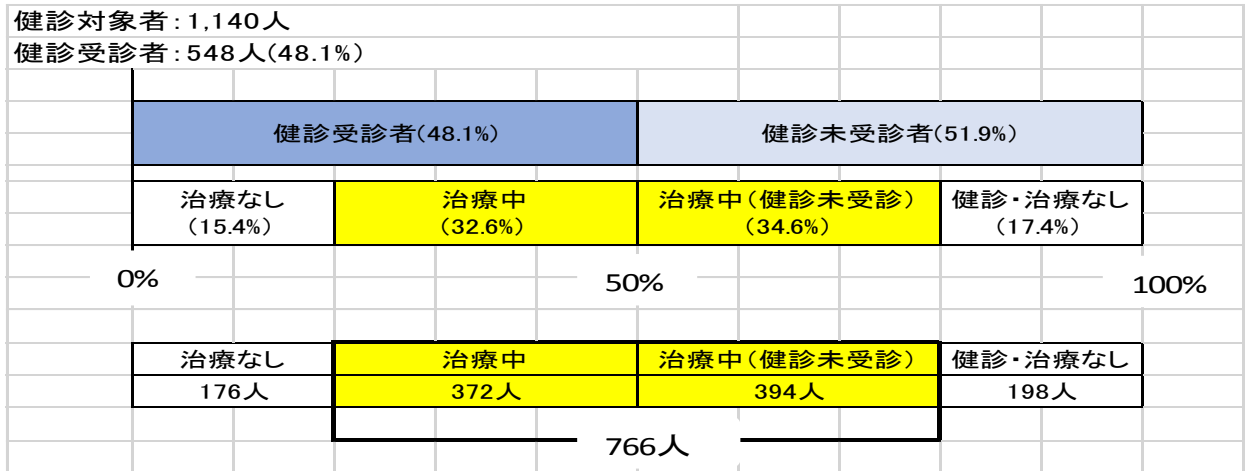 健診対象者:1,140人
健診受診者:548人(48.1%)
健診受診者(48.1%) 健診未受診者(51.9%)
治療なし 治療中 治療中(健診未受診) 健診・治療なし
(15.4%) (32.6%) (34.6%) (17.4%)
0% 50% 100%
治療なし 治療中 治療中(健診未受診) 健診・治療なし
176人 372人 394人 198人
766人